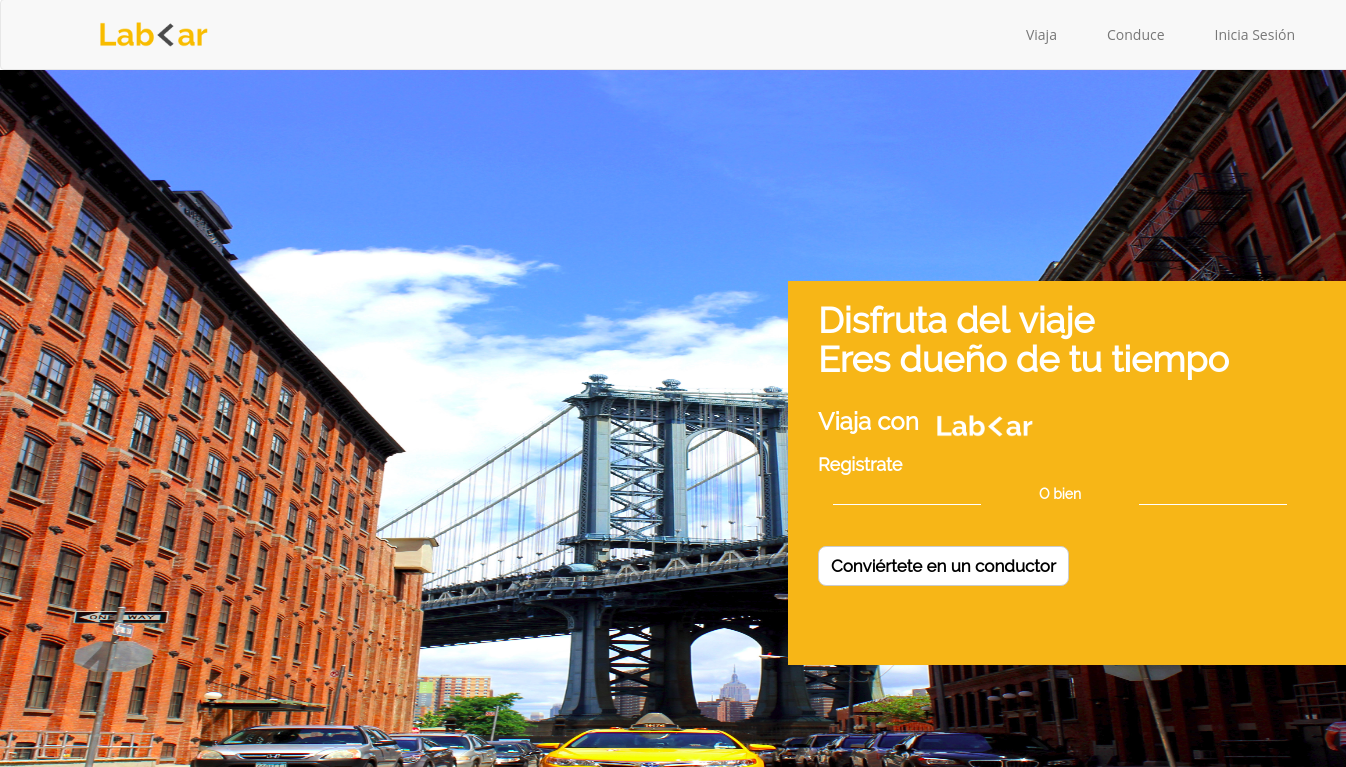 Lab<ar
Viaja
Conduce
Inicia Sesión
Disfruta del viaje
Eres dueño de tu tiempo
Viaja con Lab<ar
Registrate
O bien
Conviértete en un conductor
ONE WAY